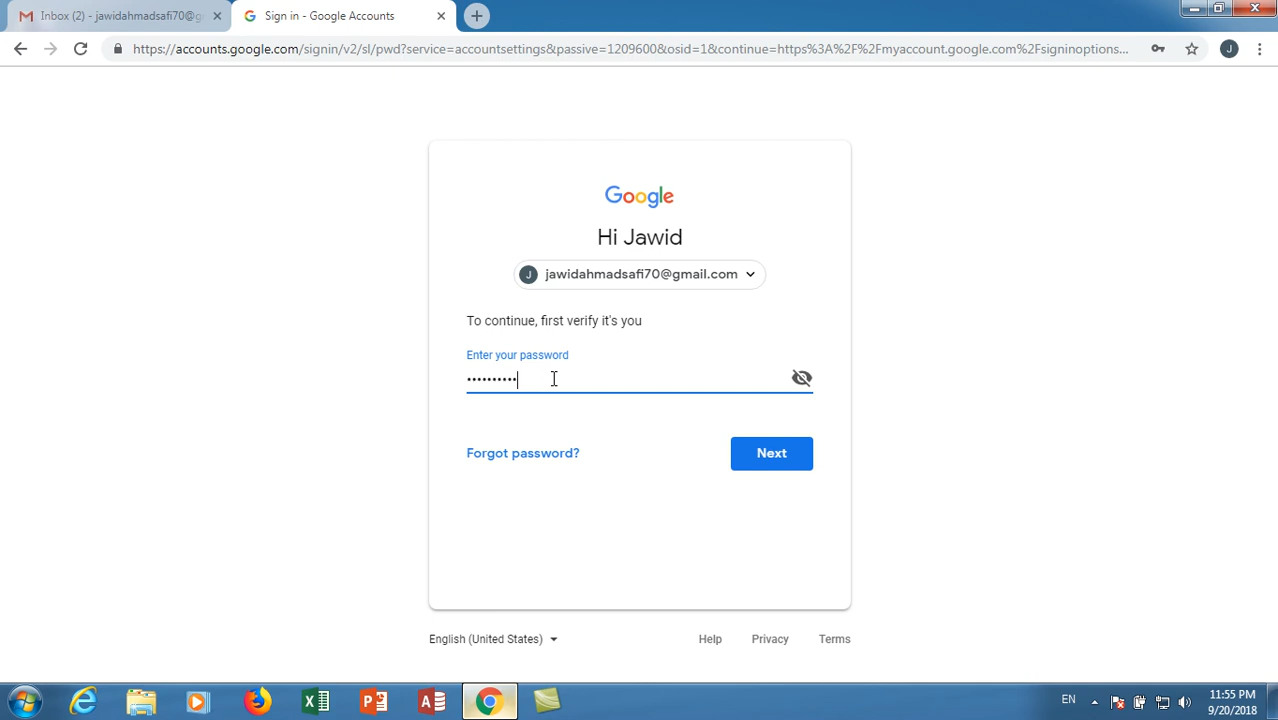 Inbox (2) - jawidahmadsafi70@g
Sign in - Google Accounts
https://accounts.google.com/signin/v2/sl/pwd?service=accountsettings&passive=1209600&osid=1&continue=https%3A%2F%2Fmyaccount.google.com%2Fsigninoptions...
J
Google
Hi Jawid
J jawidahmadsafi70@gmail.com
To continue, first verify it's you
Enter your password
••••••••••
Forgot password?
Next
English (United States)
Help
Privacy
Terms
EN
11:55 PM
9/20/2018